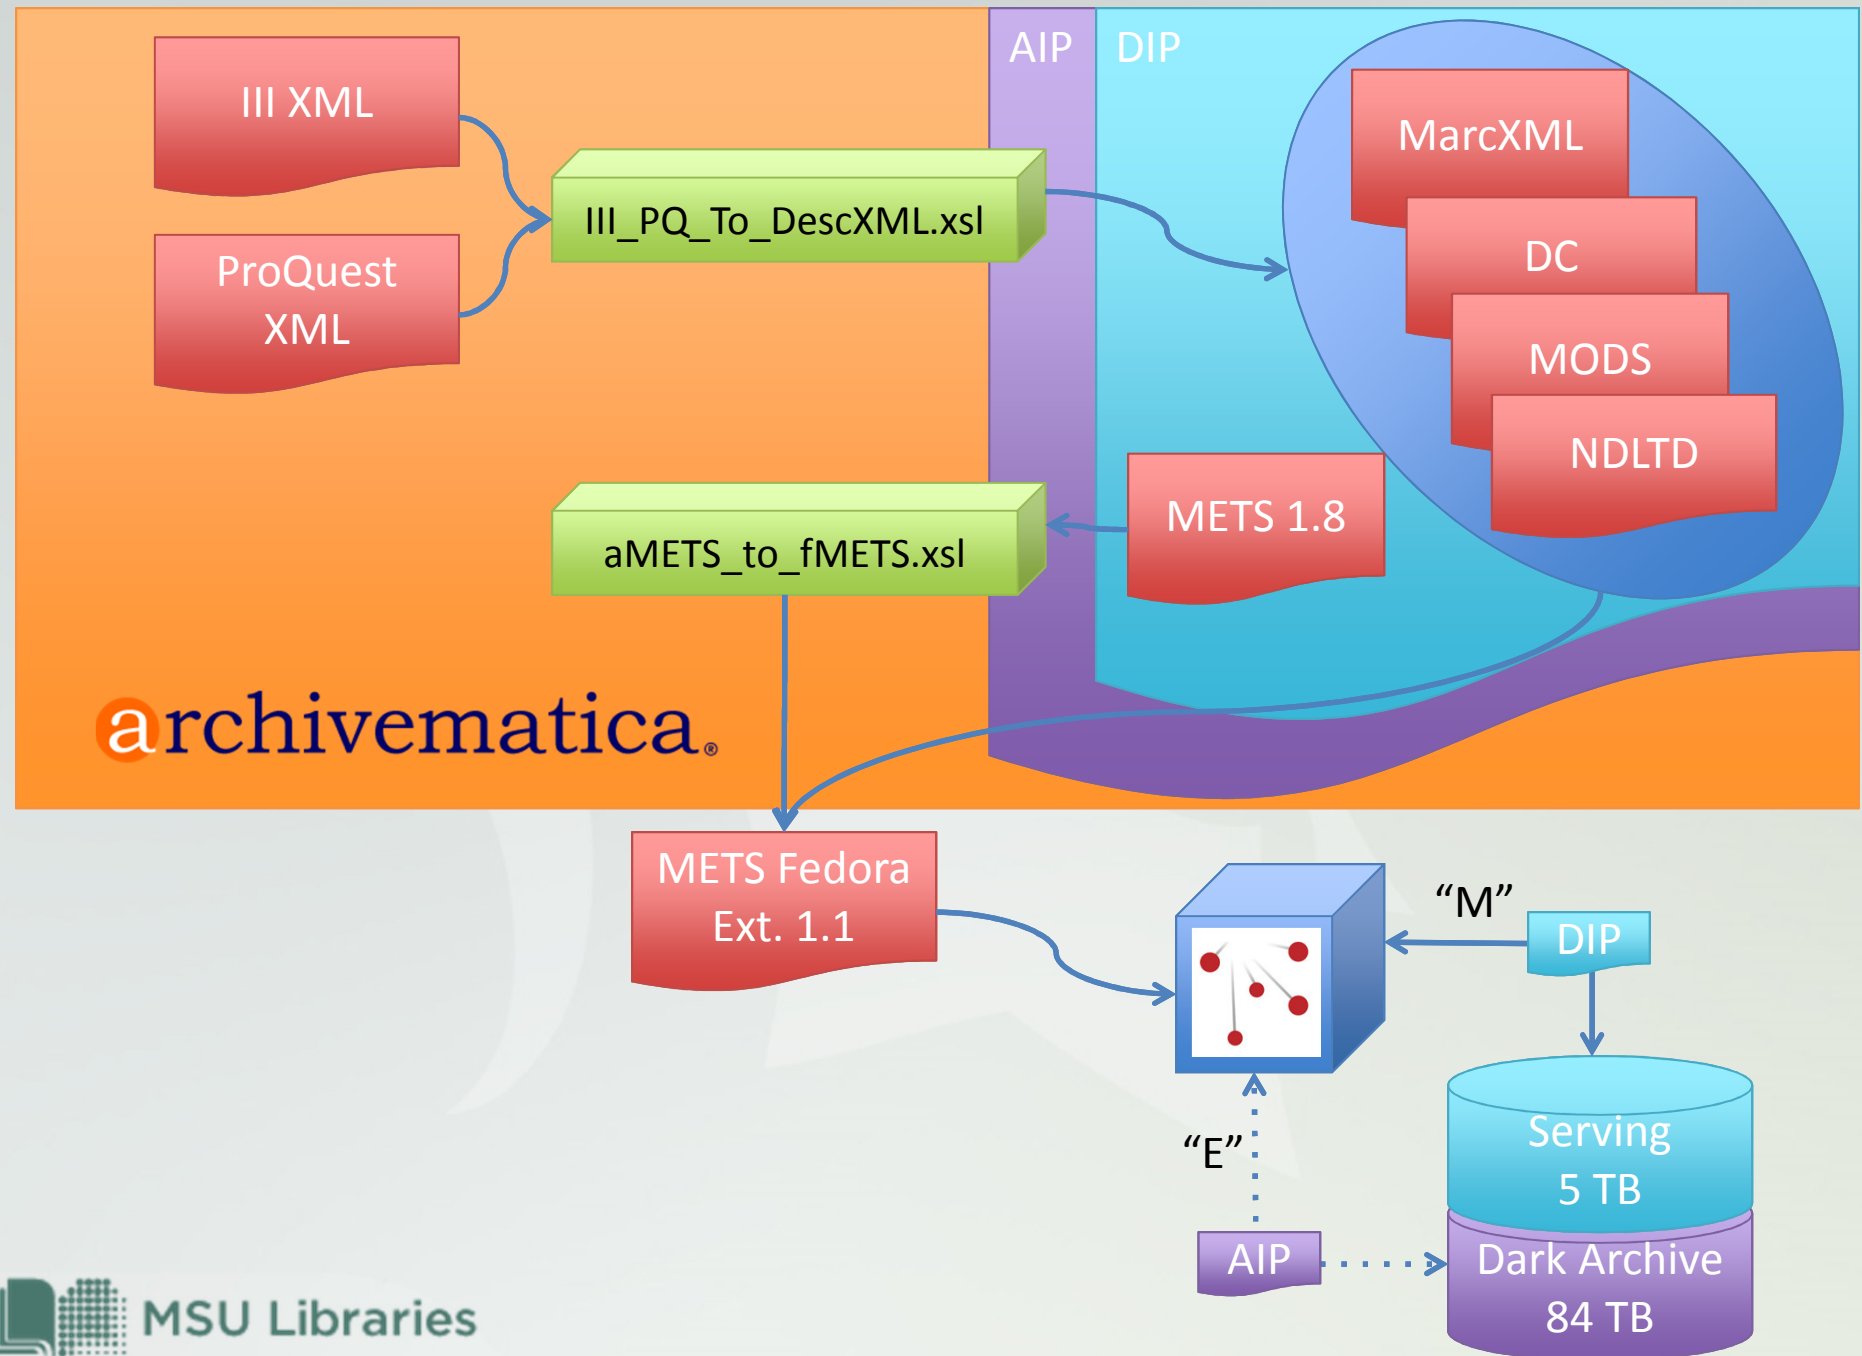 AIP
DIP
III XML
MarcXML
III_PQ_To_DescXML.xsl
ProQuest
XML
DC
MODS
NDLTD
METS 1.8
aMETS_to_fMETS.xsl
archivematica®
METS Fedora
Ext. 1.1
“M”
DIP
“E”
Serving
5 TB
AIP
Dark Archive
84 TB
MSU Libraries